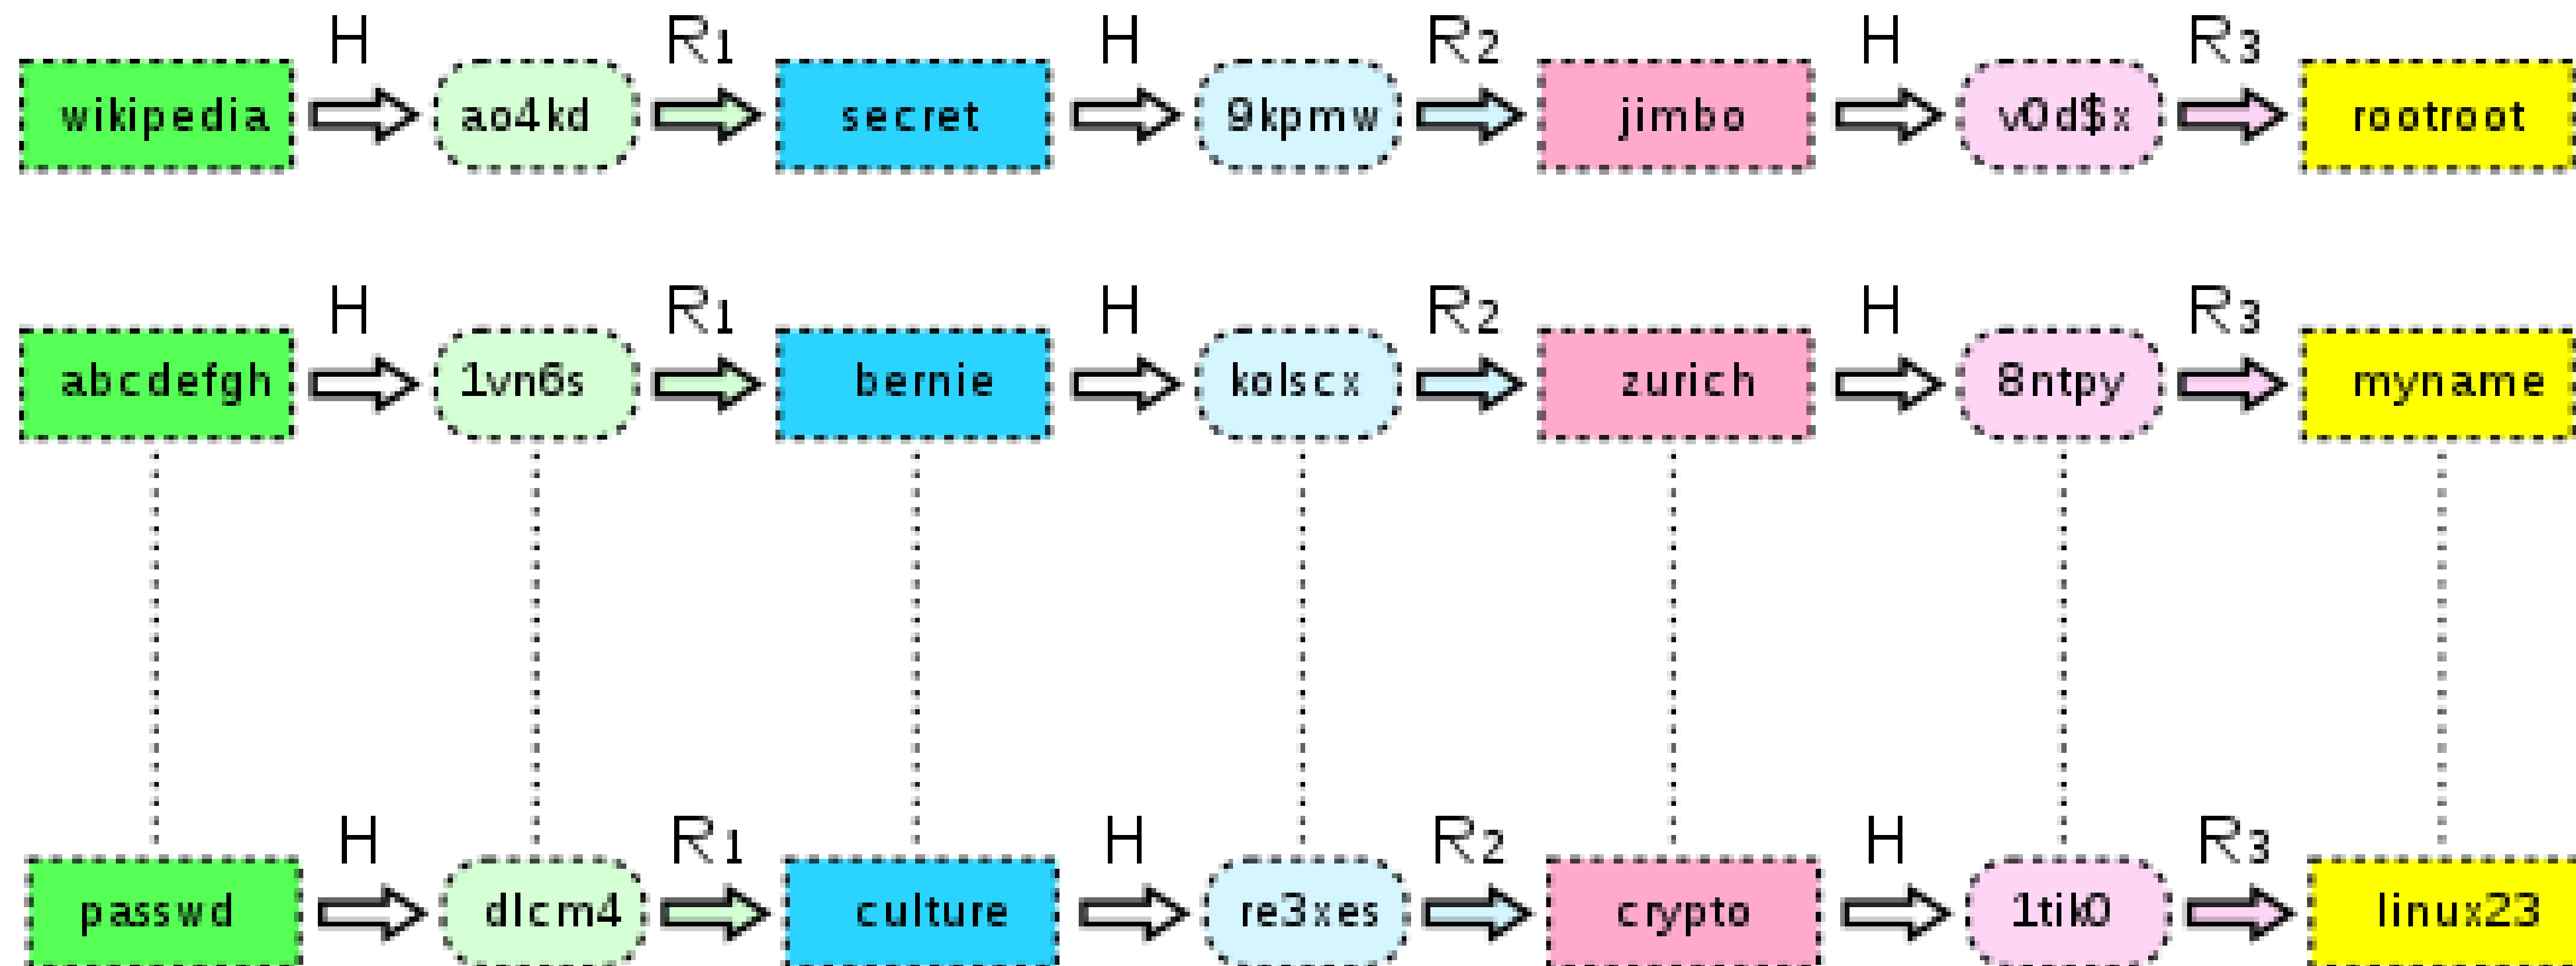 H R1 H R2 H R3
wikipedia ao4kd secret 9kpmw jimbo v0d$x rootroot
H R1 H R2 H R3
abcdefgh 1vn6s bernie kolscx zurich 8ntpy myname
H R1 H R2 H R3
passwd dlcm4 culture re3xes crypto 1tik0 linux23